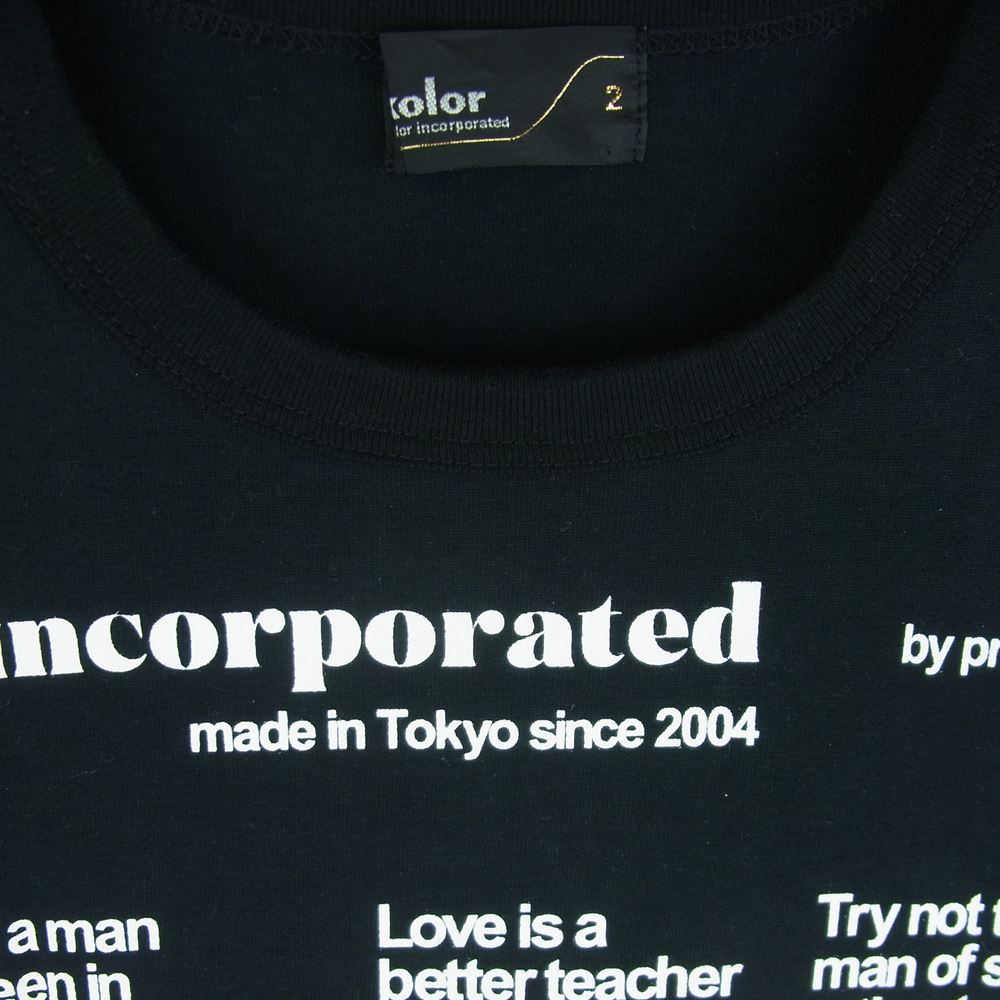 kolor
lor incorporated
2
incorporated
by pr
made in Tokyo since 2004
a man
een in
Love is a
better teacher
Try not t
man of s